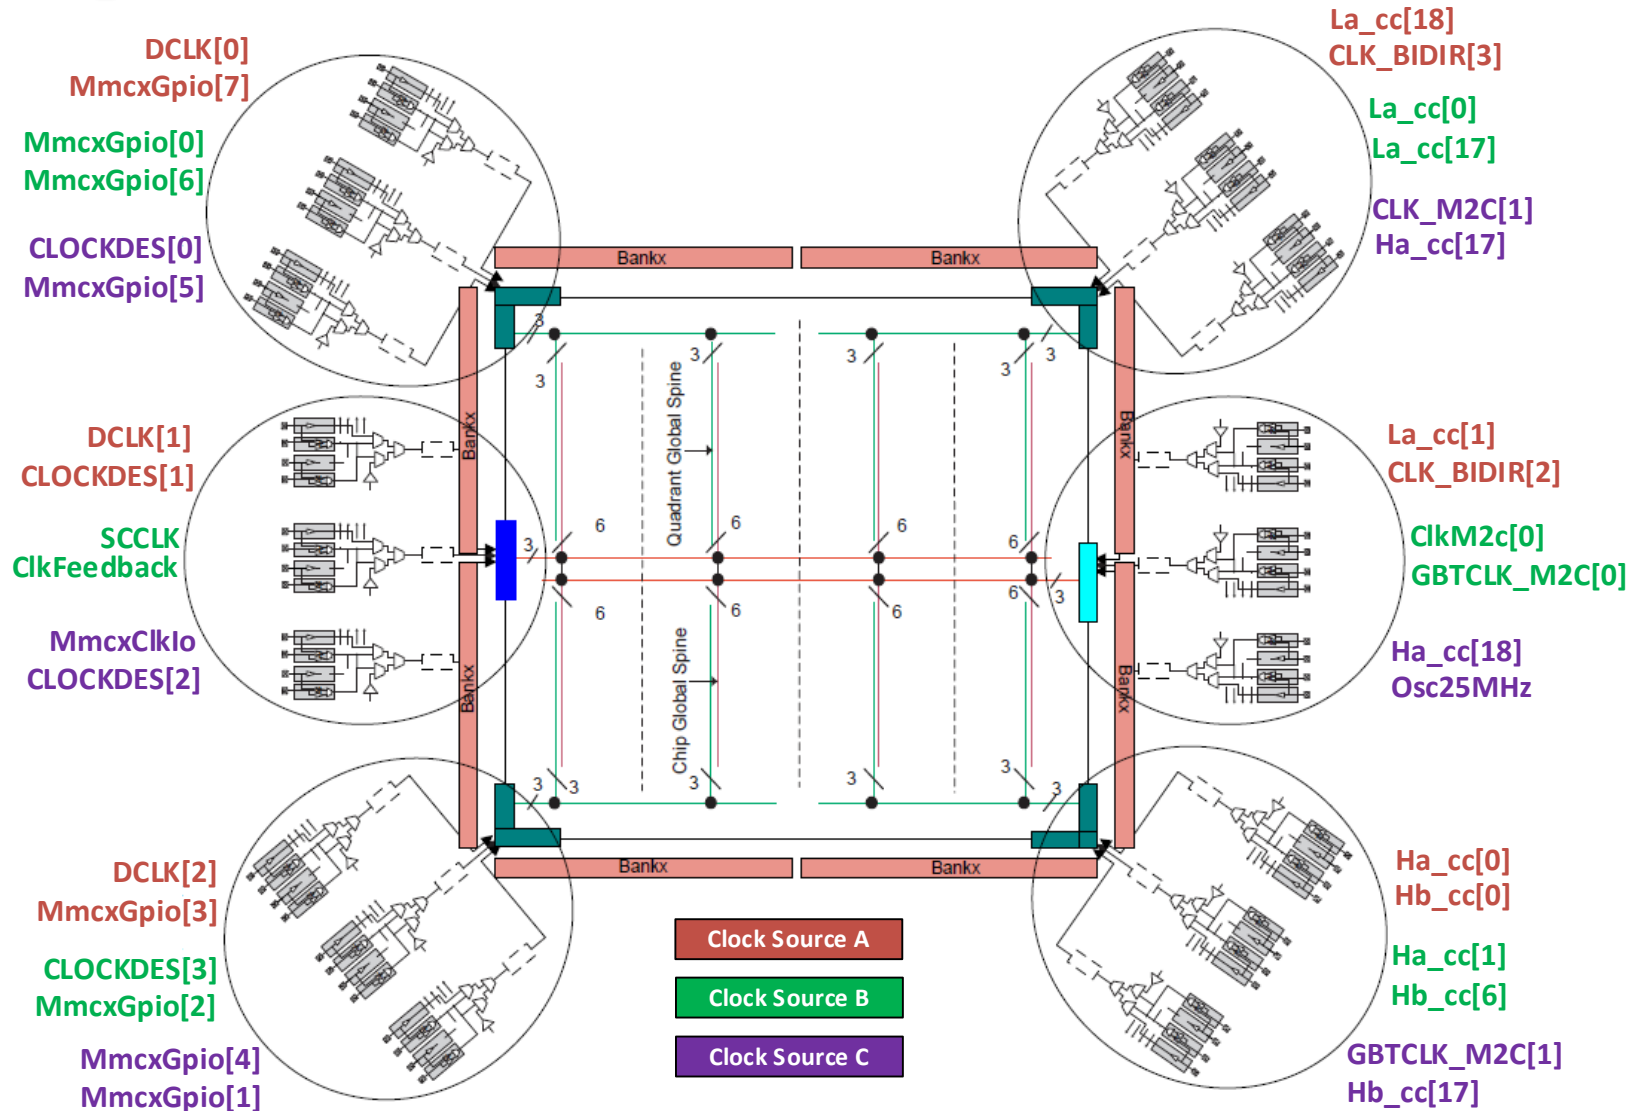 DCLK[0]
MmcxGpio[7]
MmcxGpio[0]
MmcxGpio[6]
CLOCKDES[0]
MmcxGpio[5]
La_cc[18]
CLK_BIDIR[3]
La_cc[0]
La_cc[17]
CLK_M2C[1]
Ha_cc[17]
Bankx
Bankx
3
3
3
3
3
3
Quadrant Global Spine
DCLK[1]
CLOCKDES[1]
SCCLK
ClkFeedback
MmcxClkIo
CLOCKDES[2]
Bankx
Bankx
Bankx
Bankx
La_cc[1]
CLK_BIDIR[2]
ClkM2c[0]
GBTCLK_M2C[0]
Ha_cc[18]
Osc25MHz
6
6
6
6
3
3
6
6
6
6
Chip Global Spine
3
3
3
3
3
3
3
Bankx
Bankx
DCLK[2]
MmcxGpio[3]
CLOCKDES[3]
MmcxGpio[2]
MmcxGpio[4]
MmcxGpio[1]
Clock Source A
Clock Source B
Clock Source C
Ha_cc[0]
Hb_cc[0]
Ha_cc[1]
Hb_cc[6]
GBTCLK_M2C[1]
Hb_cc[17]